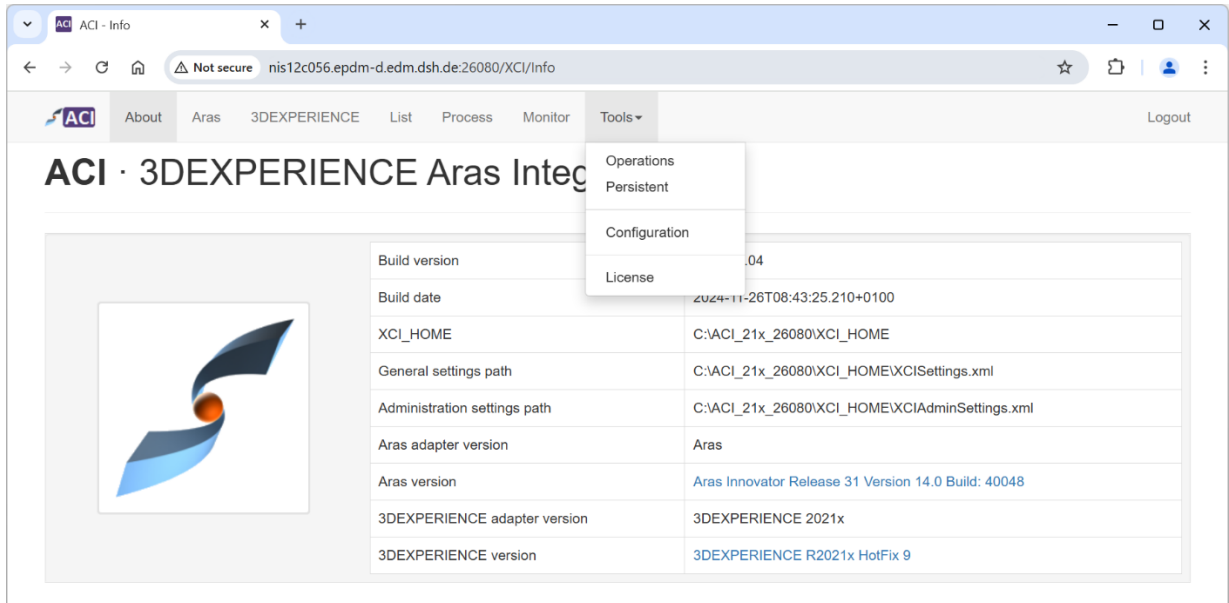 ACI ACI - Info
Not secure nis12c056.epdm-d.edm.dsh.de:26080/XCI/Info
ACI About Aras 3DEXPERIENCE List Process Monitor Tools Logout
Operations
Persistent
Configuration
License
ACI · 3DEXPERIENCE Aras Integ
Build version .04
Build date 2024-11-26T08:43:25.210+0100
XCI_HOME C:\ACI_21x_26080\XCI_HOME
General settings path C:\ACI_21x_26080\XCI_HOME\XCISettings.xml
Administration settings path C:\ACI_21x_26080\XCI_HOME\XCIAdminSettings.xml
Aras adapter version Aras
Aras version Aras Innovator Release 31 Version 14.0 Build: 40048
3DEXPERIENCE adapter version 3DEXPERIENCE 2021x
3DEXPERIENCE version 3DEXPERIENCE R2021x HotFix 9